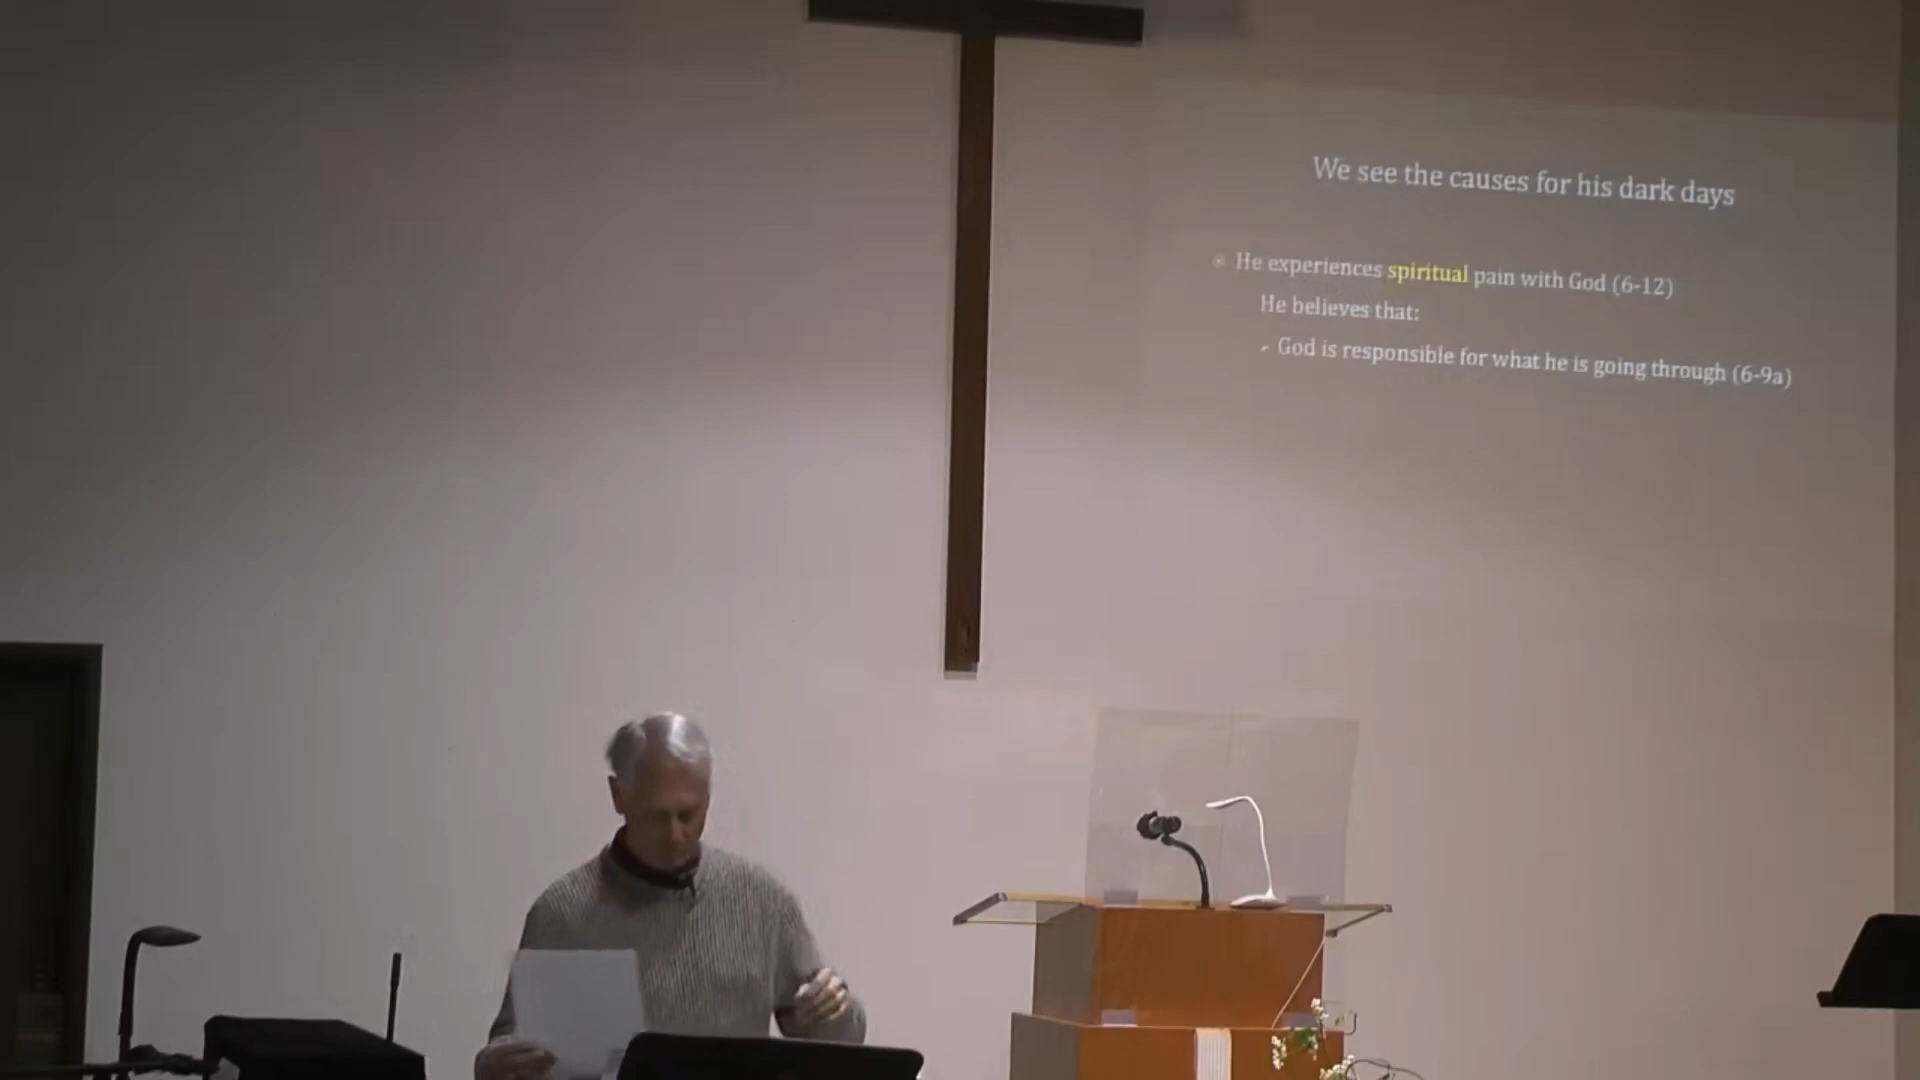 We see the causes for his dark days
He experiences spiritual pain with God (6-12)
He believes that:
- God is responsible for what he is going through (6-9a)